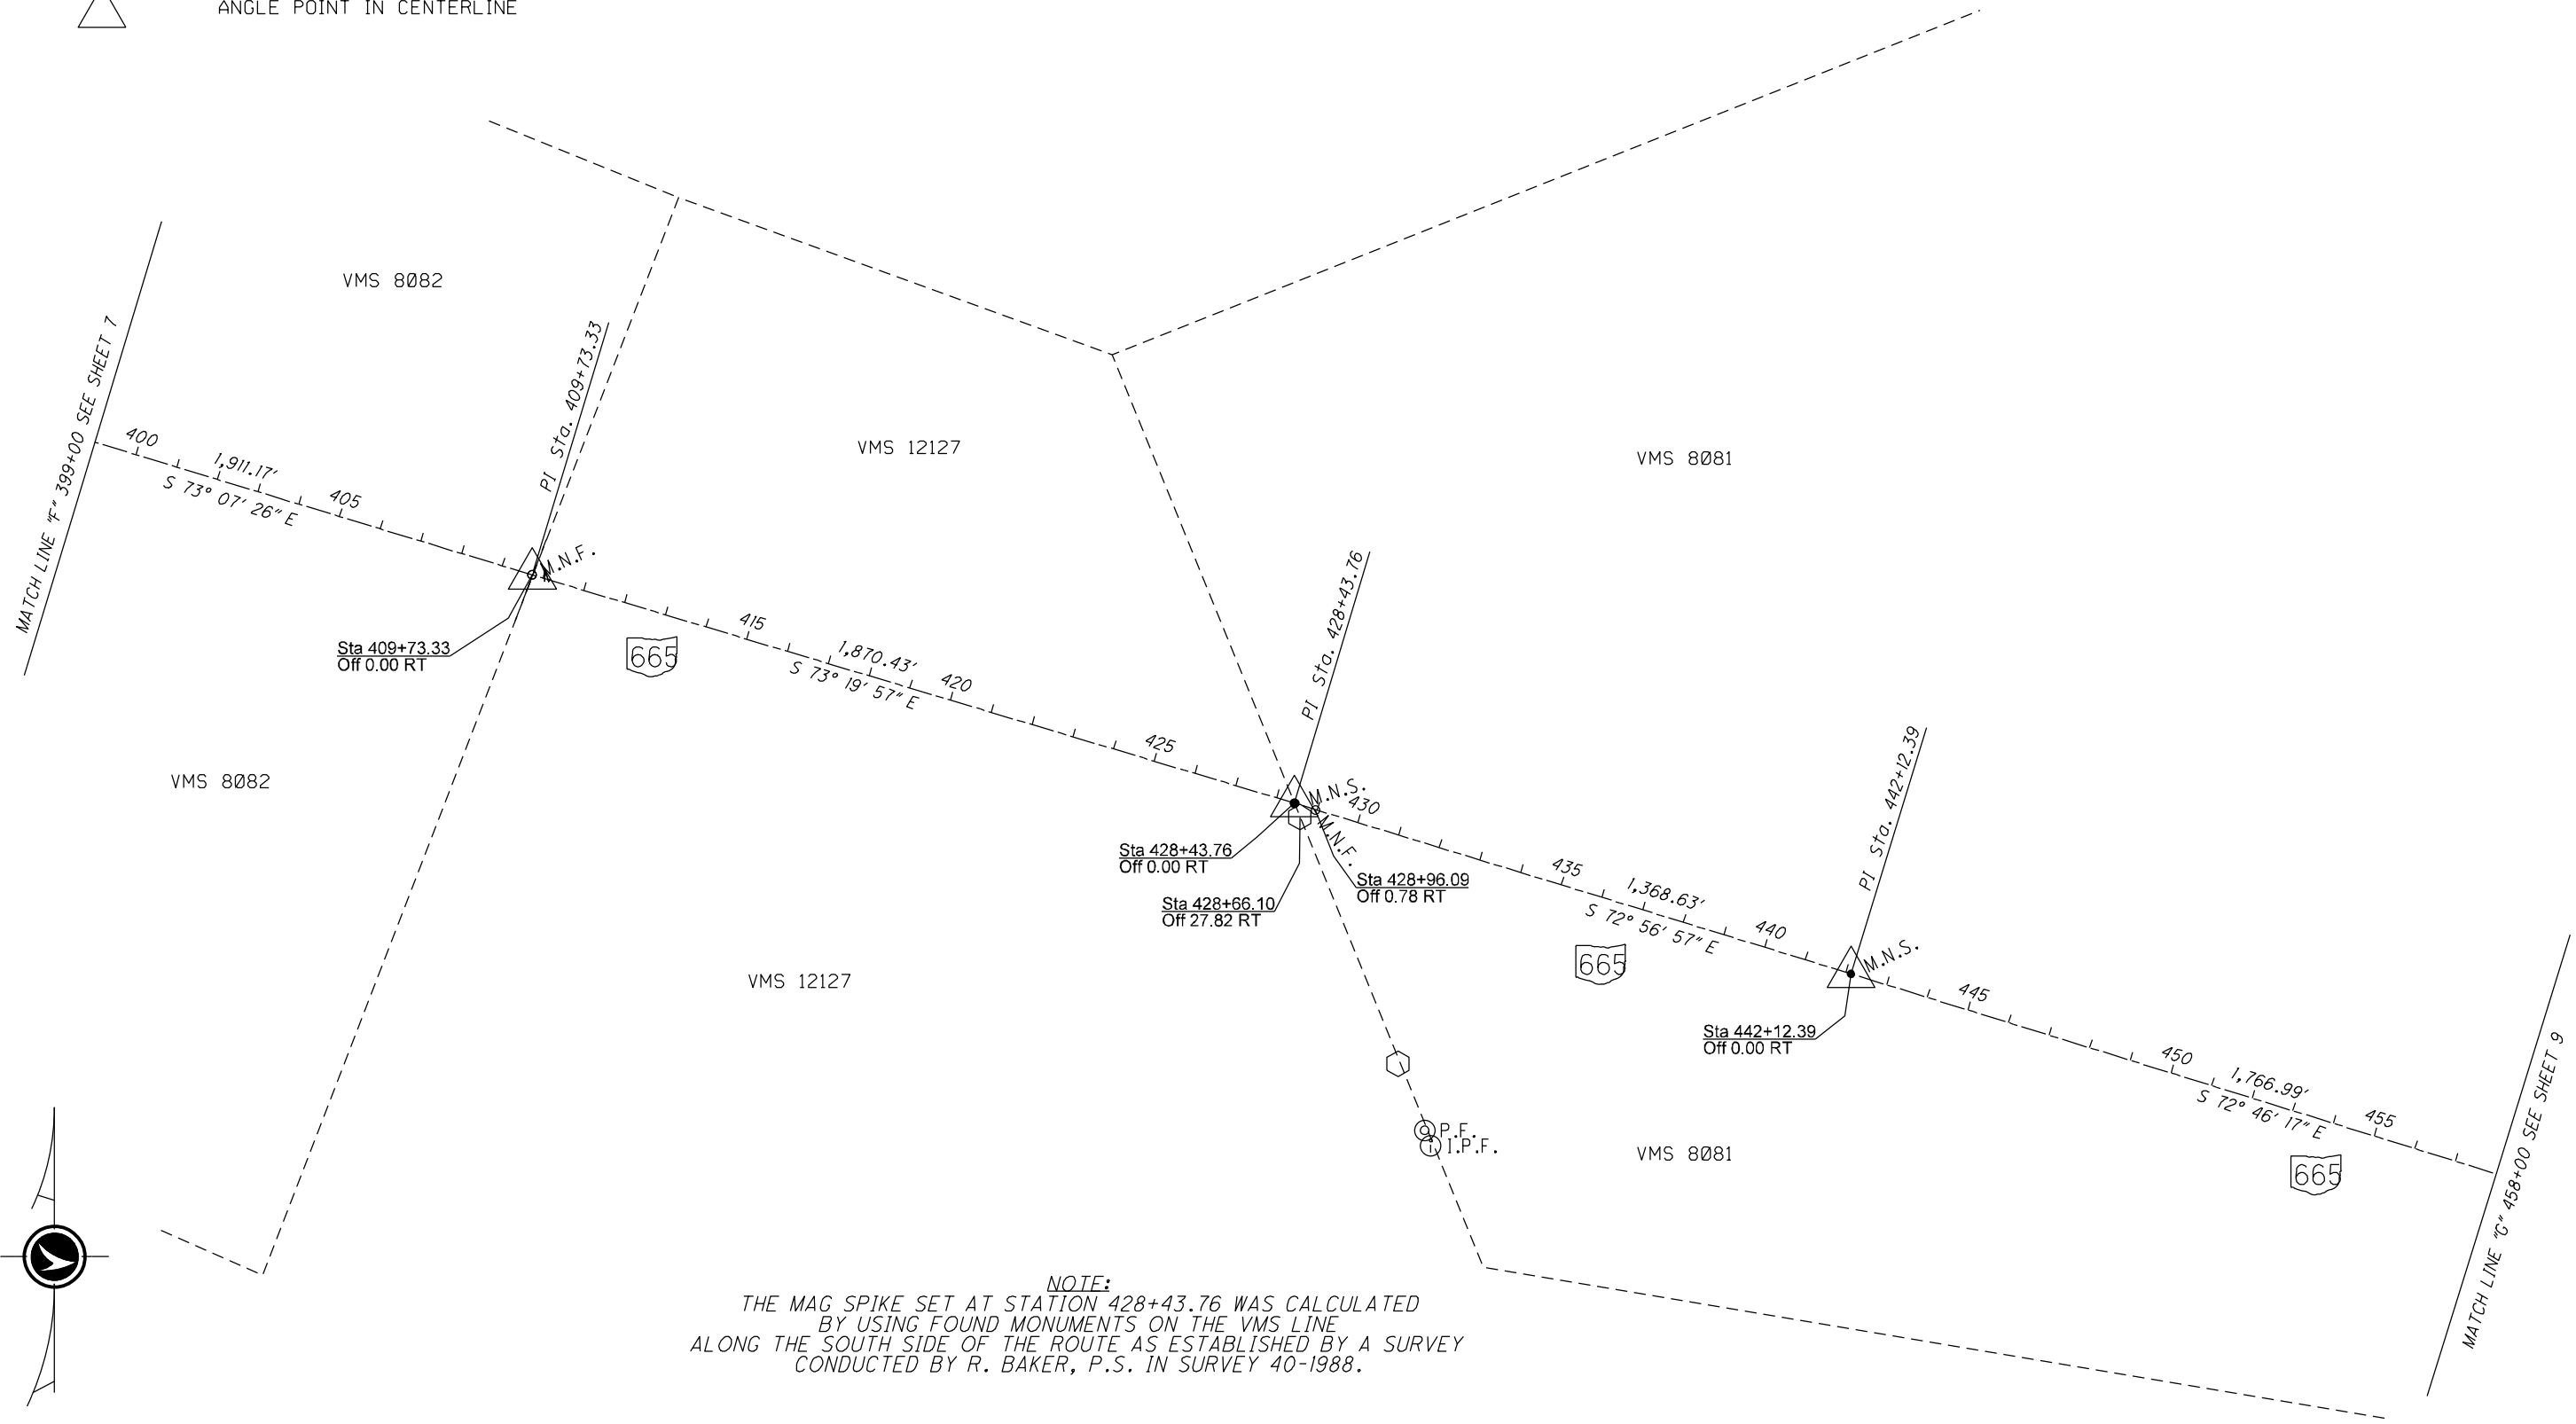 ANGLE POINT IN CENTERLINE
VMS 8082
MATCH LINE "F" 399+00 SEE SHEET 7
PI Sta. 409+73.33
400
1,911.17'
S 73° 07' 26" E
405
M.N.F.
Sta 409+73.33
Off 0.00 RT
VMS 12127
VMS 8081
665
415
1,870.43'
S 73° 19' 57" E
420
425
PI Sta. 428+43.76
VMS 8082
M.N.S.
430
M.N.F.
Sta 428+43.76
Off 0.00 RT
Sta 428+96.09
Off 0.78 RT
Sta 428+66.10
Off 27.82 RT
435
1,368.63'
S 72° 56' 57" E
440
PI Sta. 442+12.39
M.N.S.
665
VMS 12127
Sta 442+12.39
Off 0.00 RT
445
450
1,766.99'
S 72° 46' 17" E
455
MATCH LINE "G" 458+00 SEE SHEET 9
P.F.
I.P.F.
VMS 8081
665
NOTE:
THE MAG SPIKE SET AT STATION 428+43.76 WAS CALCULATED
BY USING FOUND MONUMENTS ON THE VMS LINE
ALONG THE SOUTH SIDE OF THE ROUTE AS ESTABLISHED BY A SURVEY
CONDUCTED BY R. BAKER, P.S. IN SURVEY 40-1988.